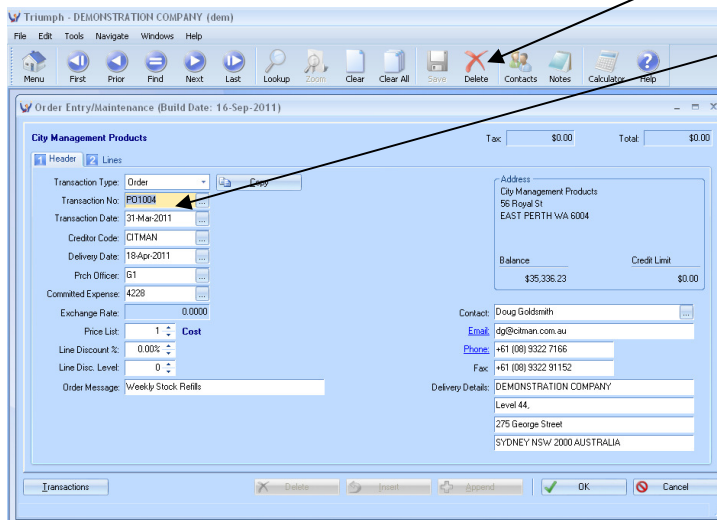 Triumph - DEMONSTRATION COMPANY (dem)
File Edit Tools Navigate Windows Help
Menu First Prior Find Next Last Lookup Zoom Clear Clear All Save Delete Contacts Notes Calculator Help
Order Entry/Maintenance (Build Date: 16-Sep-2011)
City Management Products Tax: $0.00 Total: $0.00
1 Header 2 Lines
Transaction Type: Order Copy
Transaction No: PO1004
Transaction Date: 31-Mar-2011
Creditor Code: CITMAN
Delivery Date: 18-Apr-2011
Prch Officer: G1
Committed Expense: 4228
Exchange Rate: 0.0000
Price List: 1 Cost
Line Discount %: 0.00%
Line Disc. Level: 0
Order Message: Weekly Stock Refills
Address
City Management Products
56 Royal St
EAST PERTH WA 6004
Balance Credit Limit
$35,336.23 $0.00
Contact: Doug Goldsmith
Email: dg@citman.com.au
Phone: +61 (08) 9322 7166
Fax: +61 (08) 9322 91152
Delivery Details: DEMONSTRATION COMPANY
Level 44,
275 George Street
SYDNEY NSW 2000 AUSTRALIA
Transactions Delete Insert Append OK Cancel